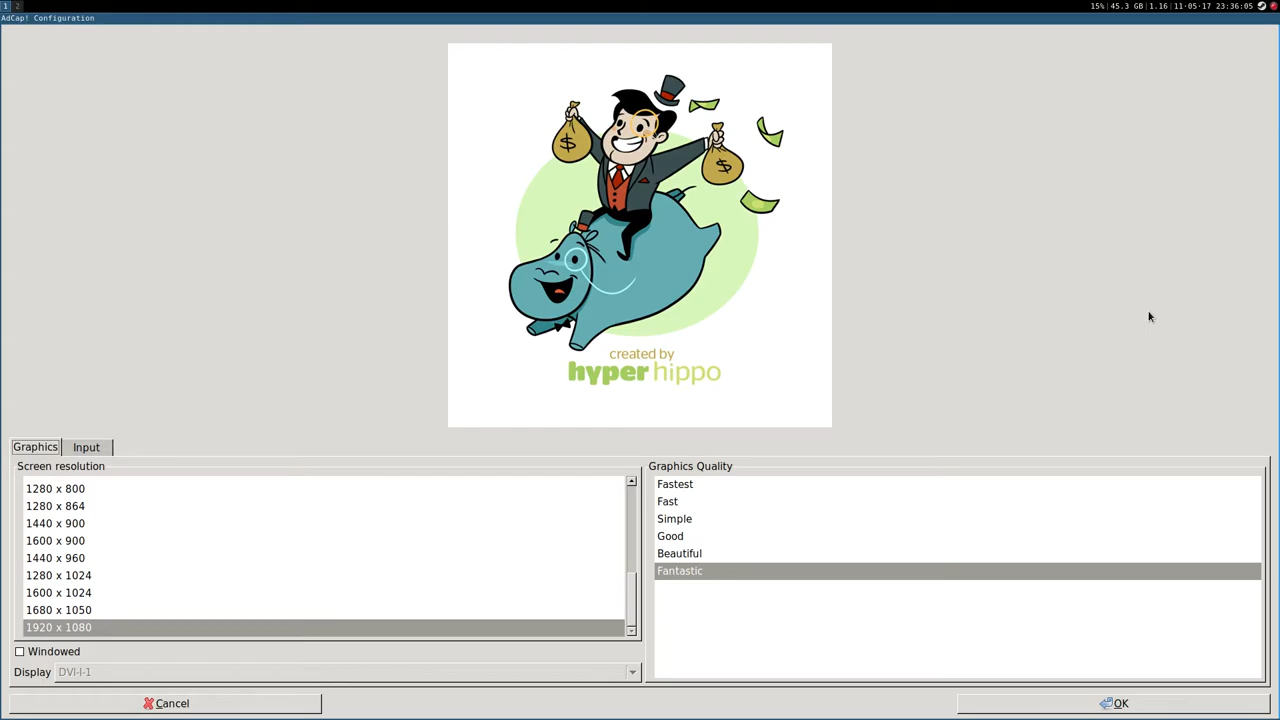 1 2
15% | 45.3 GB | 1.16 | 11·05·17 23:36:05
AdCap! Configuration
$
$
created by
hyper hippo
Graphics Input
Screen resolution
1280 x 800
1280 x 864
1440 x 900
1600 x 900
1440 x 960
1280 x 1024
1600 x 1024
1680 x 1050
1920 x 1080
Windowed
Display DVI-I-1
Graphics Quality
Fastest
Fast
Simple
Good
Beautiful
Fantastic
Cancel
OK